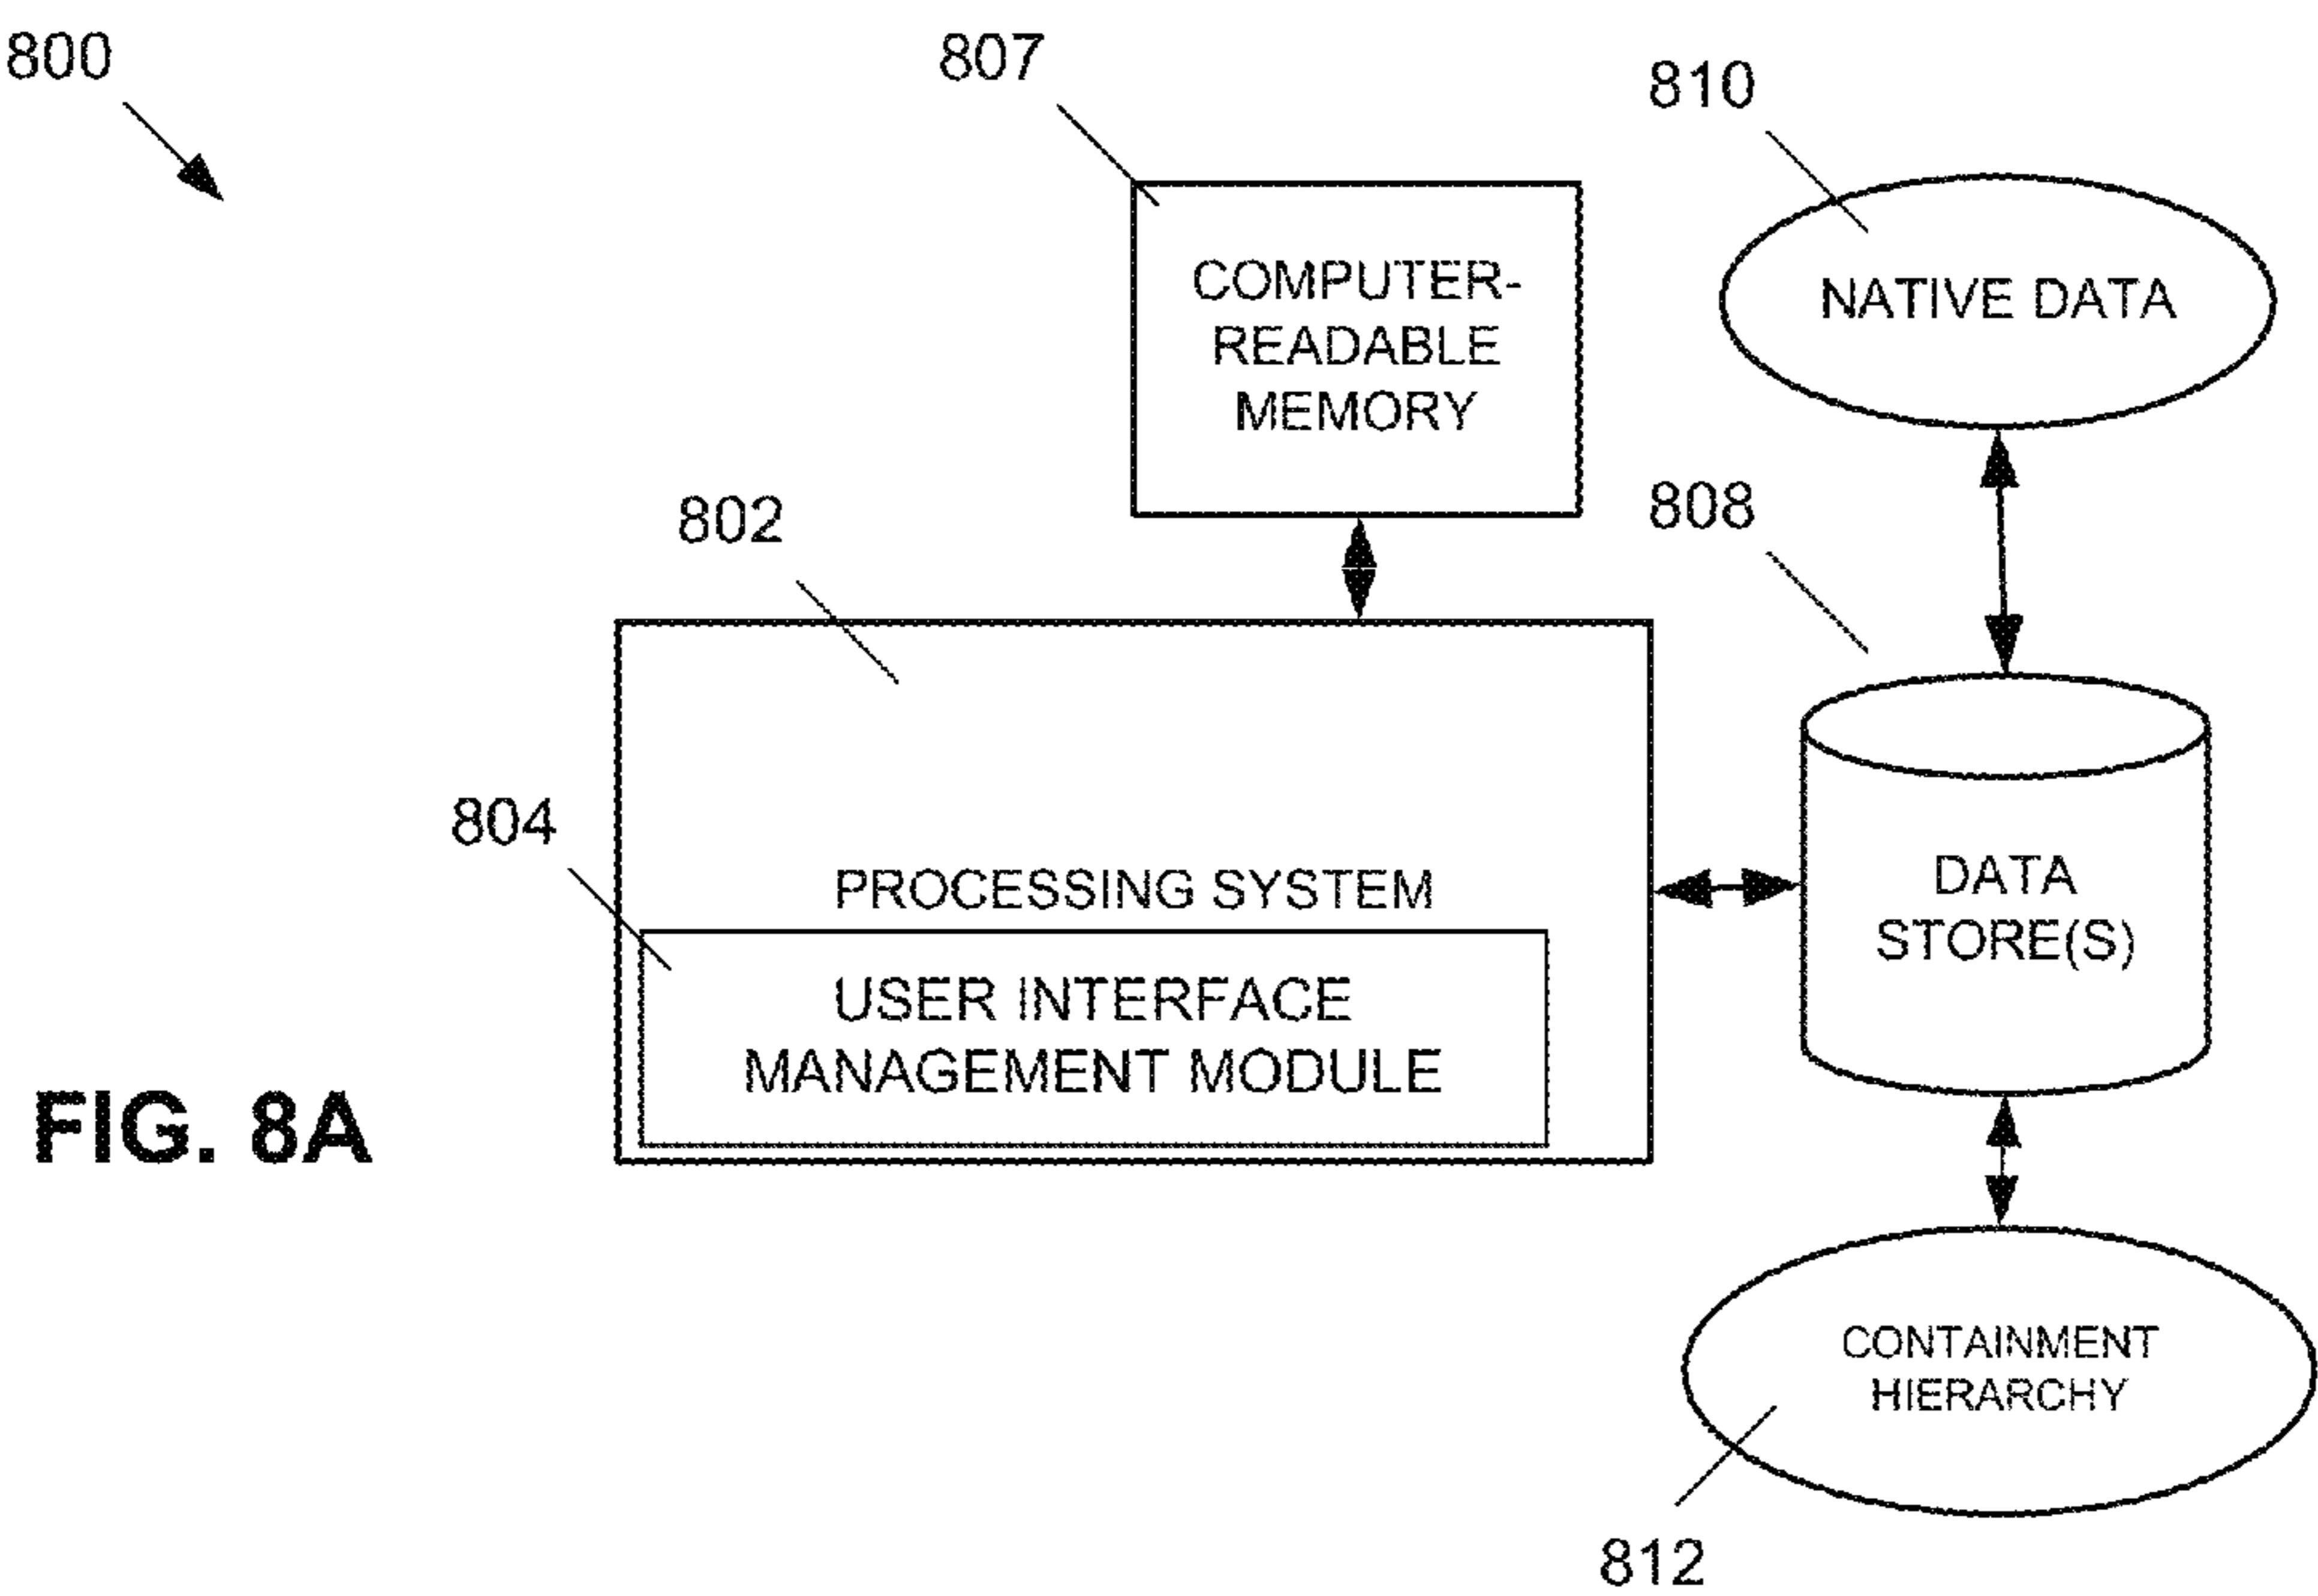 800
807
810
COMPUTER-
READABLE
MEMORY
NATIVE DATA
802
808
804
PROCESSING SYSTEM
DATA
STORE(S)
USER INTERFACE
MANAGEMENT MODULE
FIG. 8A
CONTAINMENT
HIERARCHY
812